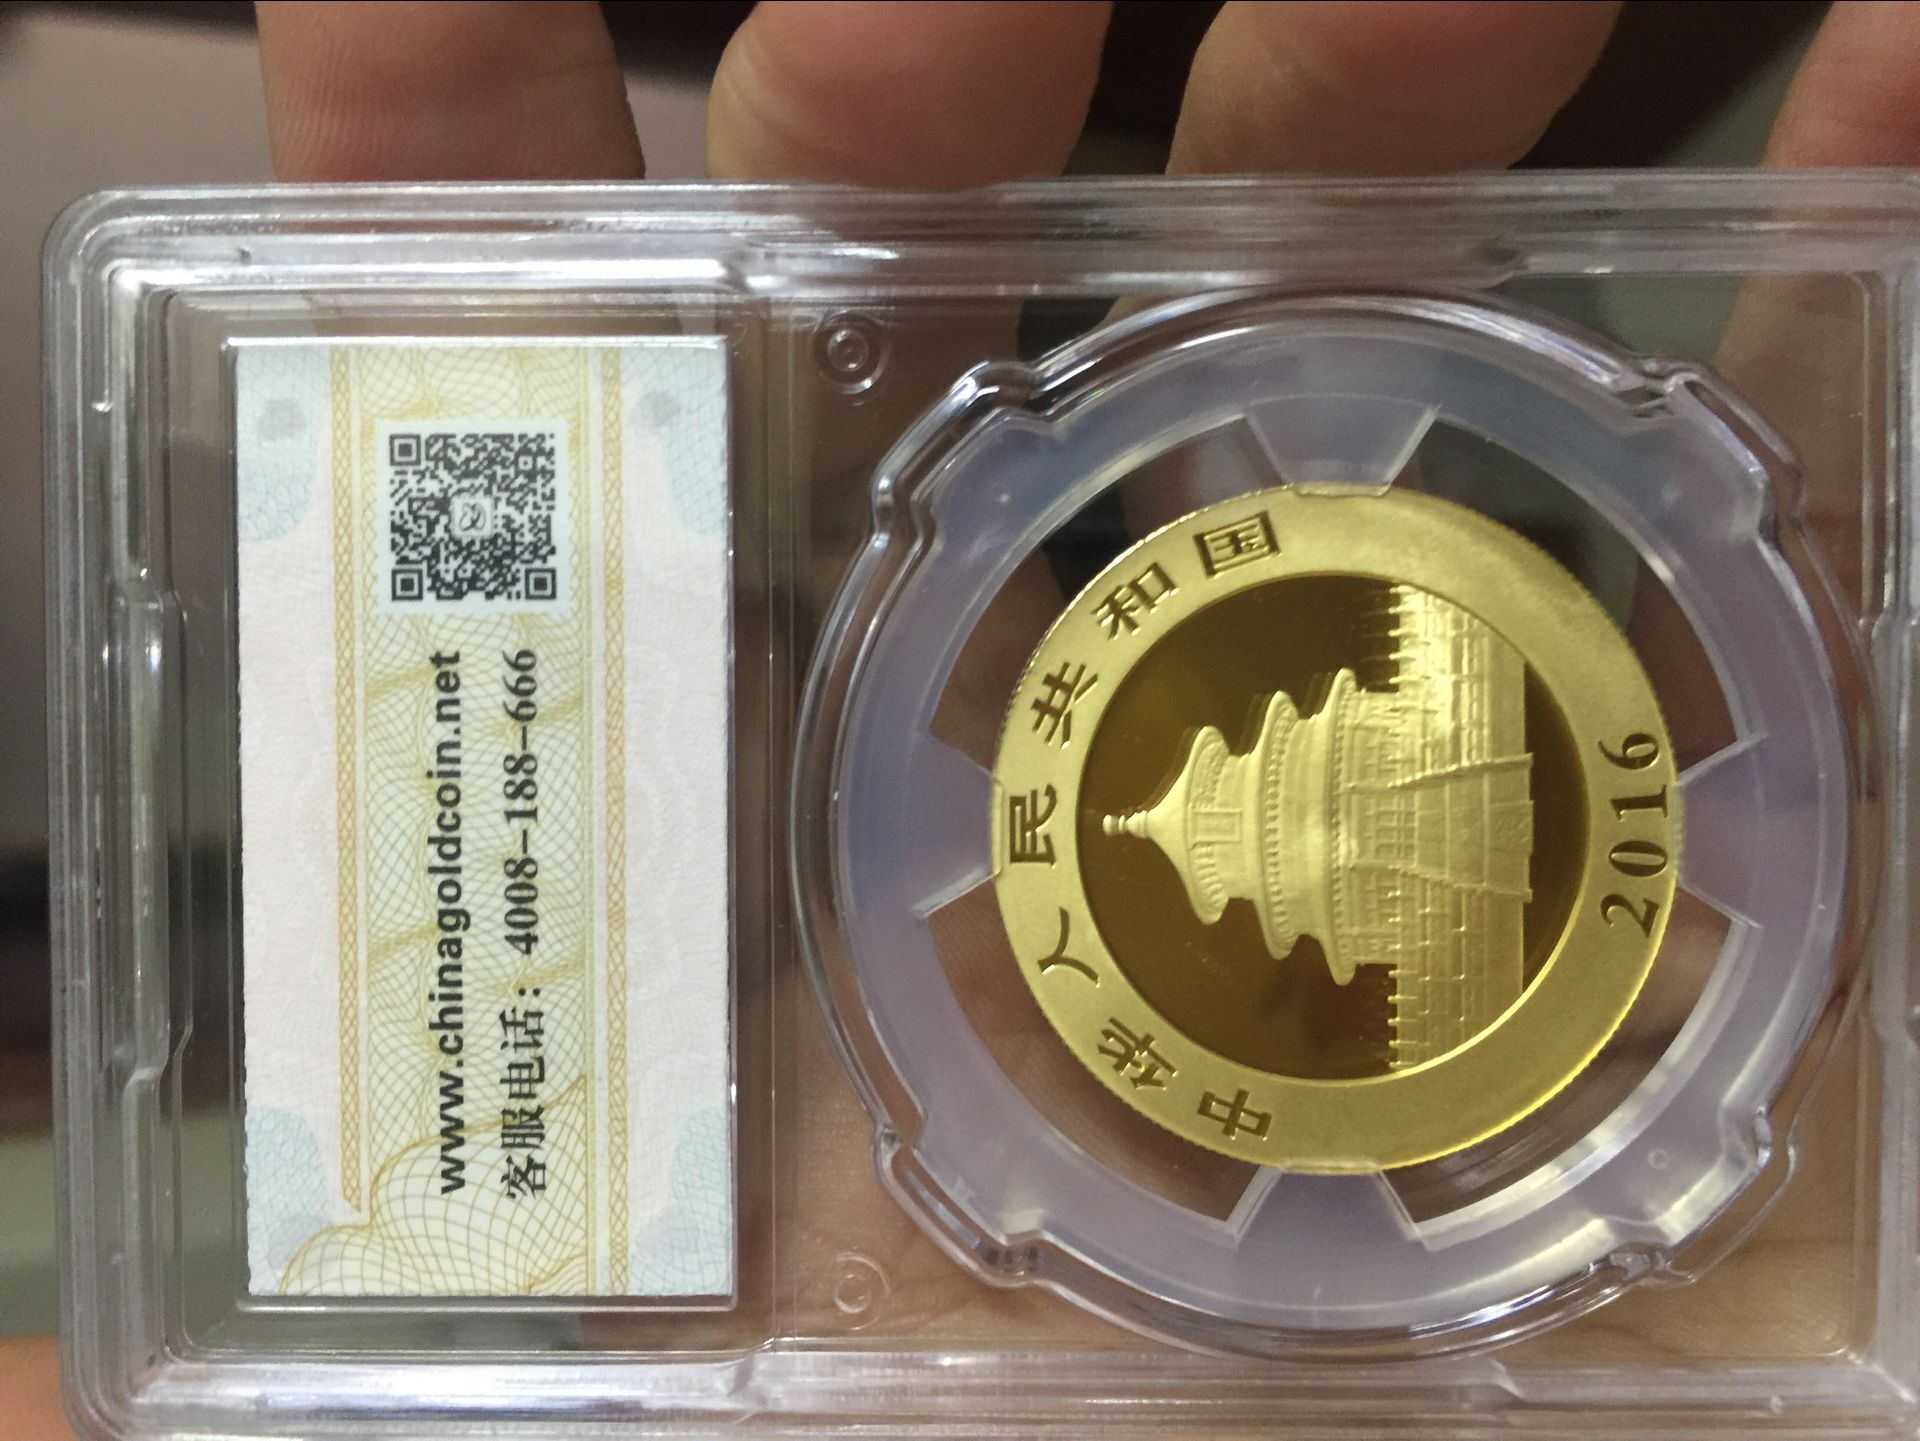 www.chinagoldcoin.net
客服电话：4008-188-666
中华人民共和国
2016